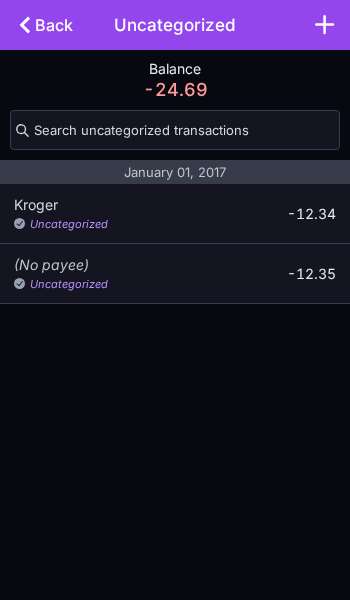 Back
Uncategorized
Balance
-24.69
Search uncategorized transactions
January 01, 2017
Kroger
-12.34
Uncategorized
(No payee)
-12.35
Uncategorized